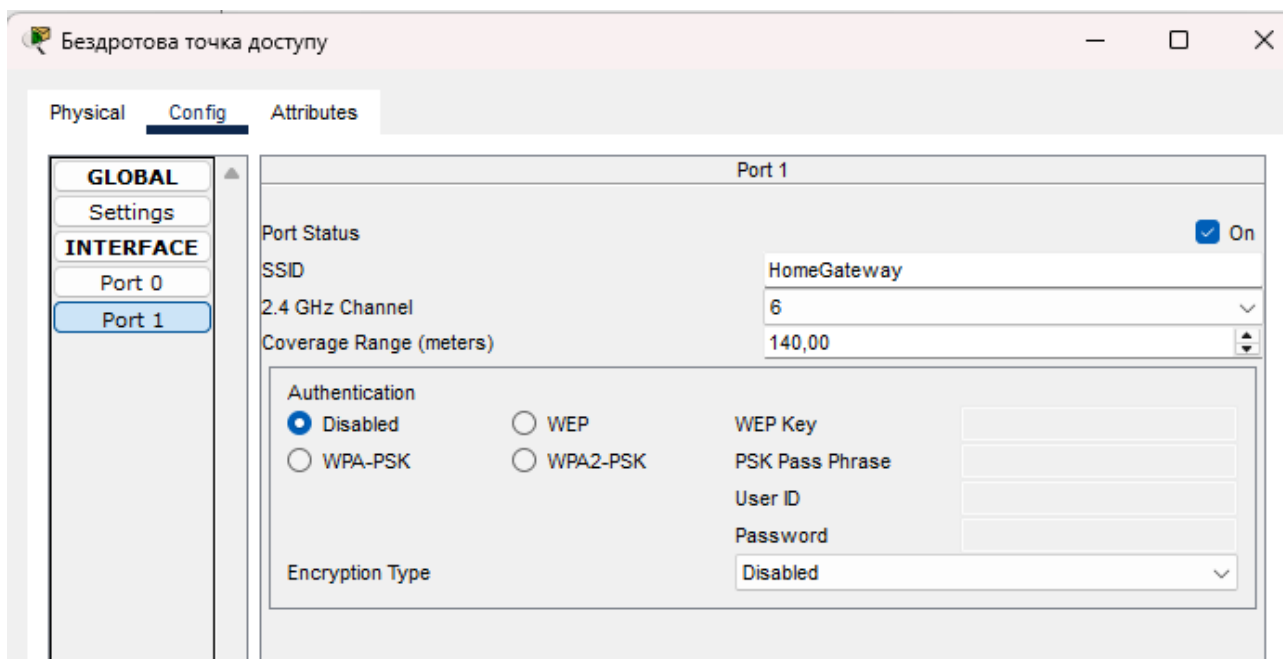 Бездротова точка доступу
Physical Config Attributes
GLOBAL
Settings
INTERFACE
Port 0
Port 1
Port 1
Port Status On
SSID HomeGateway
2.4 GHz Channel 6
Coverage Range (meters) 140,00
Authentication
Disabled WEP WEP Key
WPA-PSK WPA2-PSK PSK Pass Phrase
User ID
Password
Encryption Type Disabled